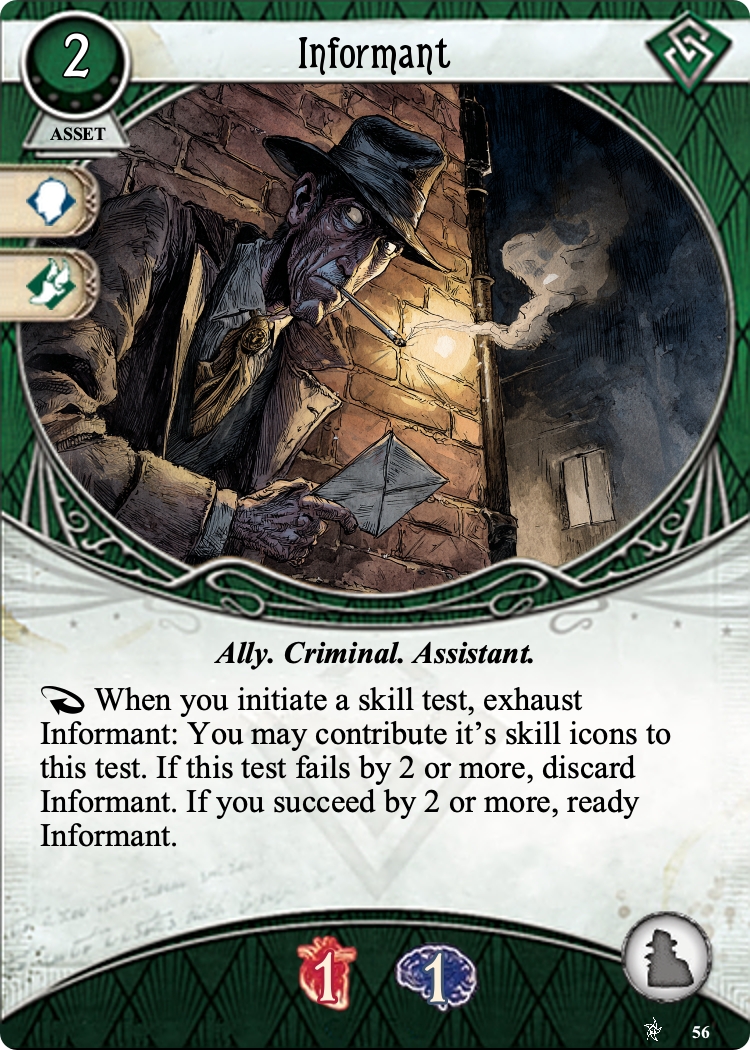 2
Informant
ASSET
Ally. Criminal. Assistant.
When you initiate a skill test, exhaust
Informant: You may contribute it’s skill icons to
this test. If this test fails by 2 or more, discard
Informant. If you succeed by 2 or more, ready
Informant.
1 1
56